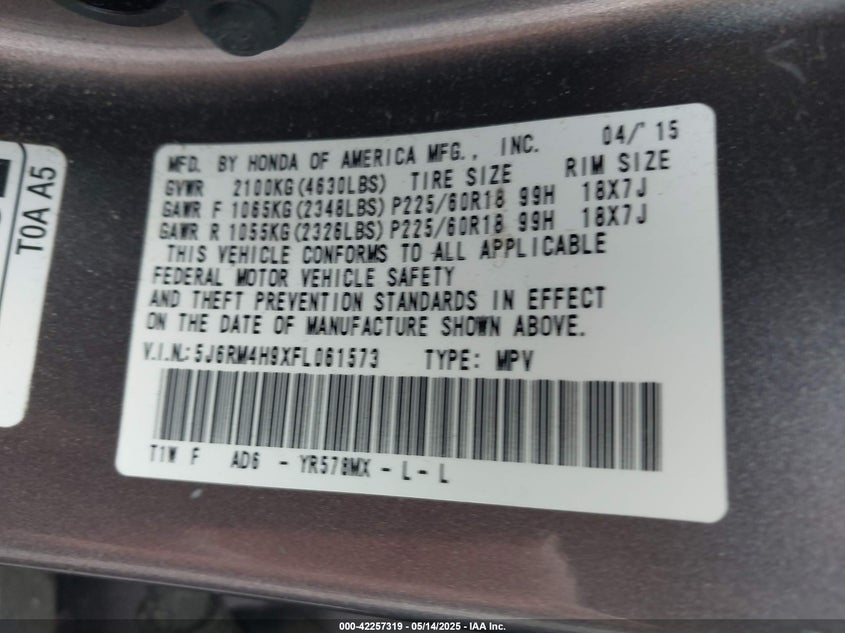 MFD. BY HONDA OF AMERICA MFG., INC. 04/'15
GVWR 2100KG(4630LBS) TIRE SIZE RIM SIZE
GAWR F 1065KG(2348LBS) P225/60R18 99H 18X7J
GAWR R 1055KG(2326LBS) P225/60R18 99H 18X7J
THIS VEHICLE CONFORMS TO ALL APPLICABLE
FEDERAL MOTOR VEHICLE SAFETY
AND THEFT PREVENTION STANDARDS IN EFFECT
ON THE DATE OF MANUFACTURE SHOWN ABOVE.
V.I.N.: 5J6RM4H9XFL061573 TYPE: MPV
T1W F AD6 - YR578MX - L - L
T0A A5
000-42257319 // 05/14/2025 - IAA Inc.